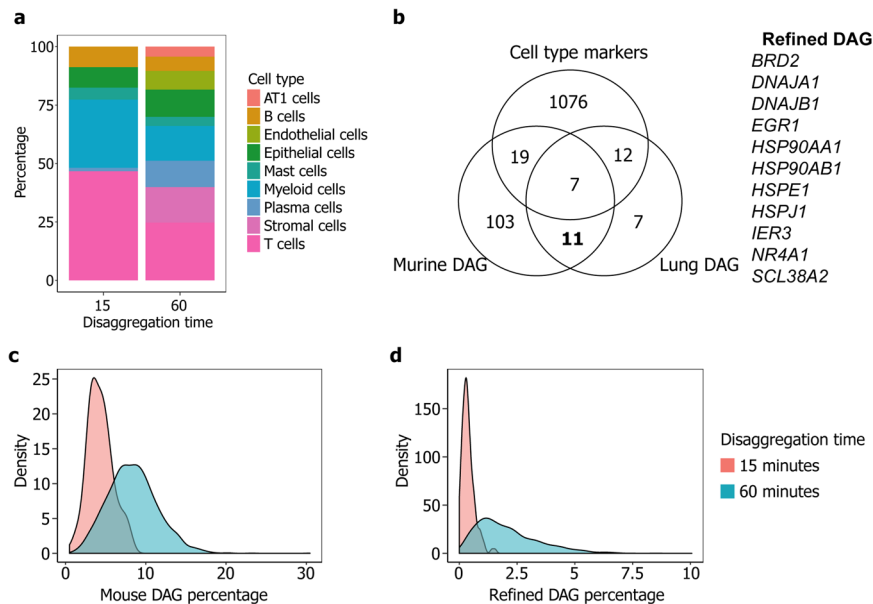 a
100
75
50
25
0
Percentage
15
60
Disaggregation time
Cell type
AT1 cells
B cells
Endothelial cells
Epithelial cells
Mast cells
Myeloid cells
Plasma cells
Stromal cells
T cells
b
Cell type markers
1076
19
12
7
103
11
7
Murine DAG
Lung DAG
Refined DAG
BRD2
DNAJA1
DNAJB1
EGR1
HSP90AA1
HSP90AB1
HSPE1
HSPJ1
IER3
NR4A1
SCL38A2
c
25
20
15
10
5
0
Density
0
10
20
30
Mouse DAG percentage
d
150
100
50
0
Density
0
2.5
5
7.5
10
Refined DAG percentage
Disaggregation time
15 minutes
60 minutes